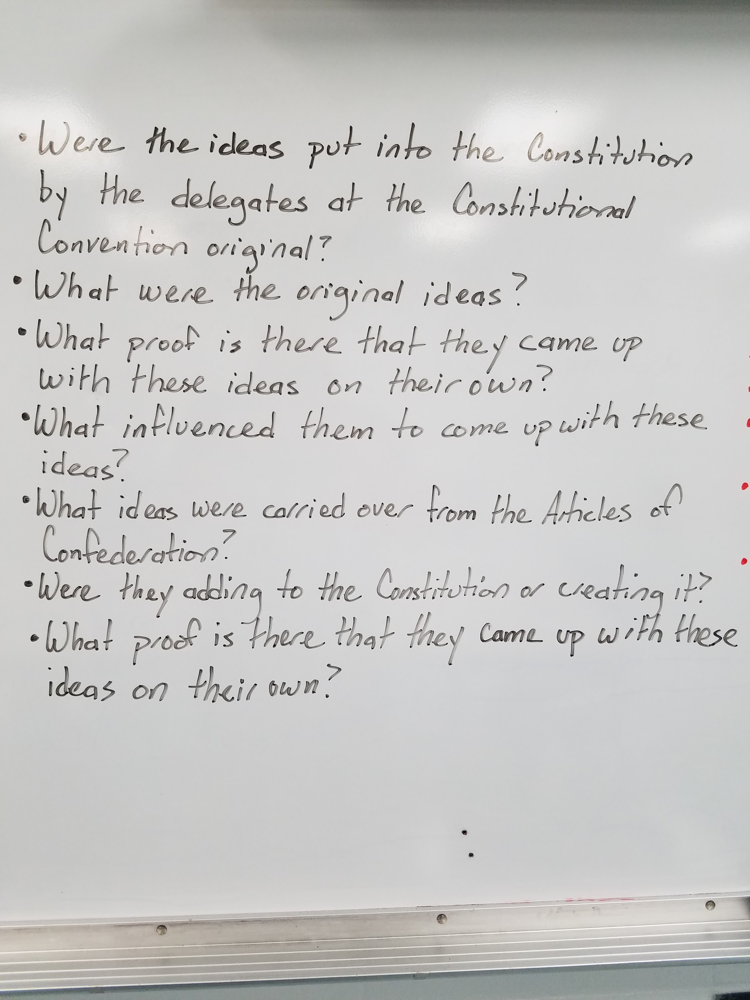 • Were the ideas put into the Constitution
by the delegates at the Constitutional
Convention original?
• What were the original ideas?
• What proof is there that they came up
with these ideas on their own?
• What influenced them to come up with these
ideas?
• What ideas were carried over from the Articles of
Confederation?
• Were they adding to the Constitution or creating it?
• What proof is there that they came up with these
ideas on their own?